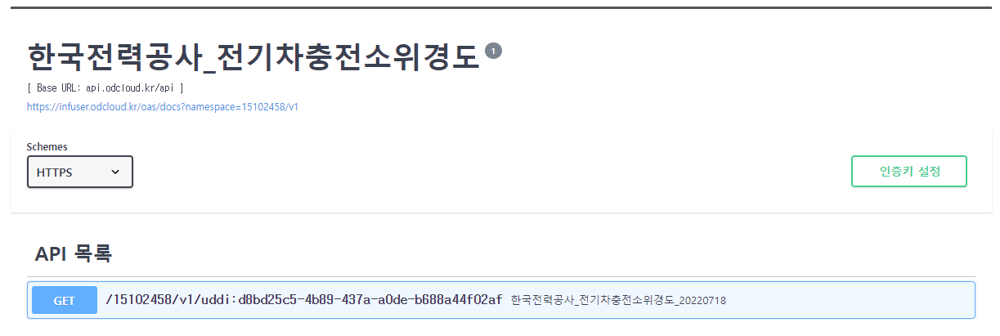 한국전력공사_전기차충전소위경도 1
[ Base URL: api.odcloud.kr/api ]
https://infuser.odcloud.kr/oas/docs?namespace=15102458/v1
Schemes
HTTPS
인증키 설정
API 목록
GET /15102458/v1/uddi:d8bd25c5-4b89-437a-a0de-b688a44f02af 한국전력공사_전기차충전소위경도_20220718